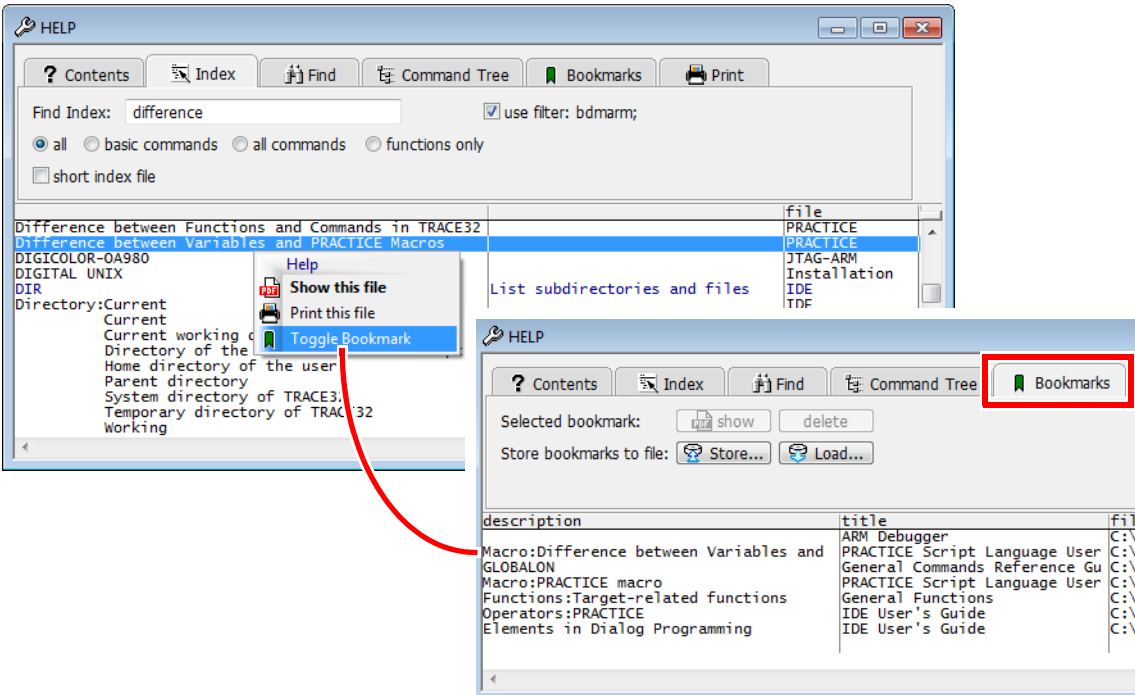 HELP
Contents Index Find Command Tree Bookmarks Print
Find Index: difference use filter: bdmarm;
all basic commands all commands functions only
short index file
file
Difference between Functions and Commands in TRACE32 PRACTICE
Difference between Variables and PRACTICE Macros PRACTICE
DIGICOLOR-OA980 JTAG-ARM
DIGITAL UNIX Installation
DIR List subdirectories and files IDE
Directory:Current IDE
Current
Current working
Directory of the
Home directory of the user
Parent directory
System directory of TRACE32
Temporary directory of TRACE32
Working
Help
Show this file
Print this file
Toggle Bookmark
HELP
Contents Index Find Command Tree Bookmarks
Selected bookmark: show delete
Store bookmarks to file: Store... Load...
description title fil
ARM Debugger C:\
Macro:Difference between Variables and PRACTICE Script Language User C:\
GLOBALON General Commands Reference Gu C:\
Macro:PRACTICE macro PRACTICE Script Language User C:\
Functions:Target-related functions General Functions C:\
Operators:PRACTICE IDE User's Guide C:\
Elements in Dialog Programming IDE User's Guide C:\